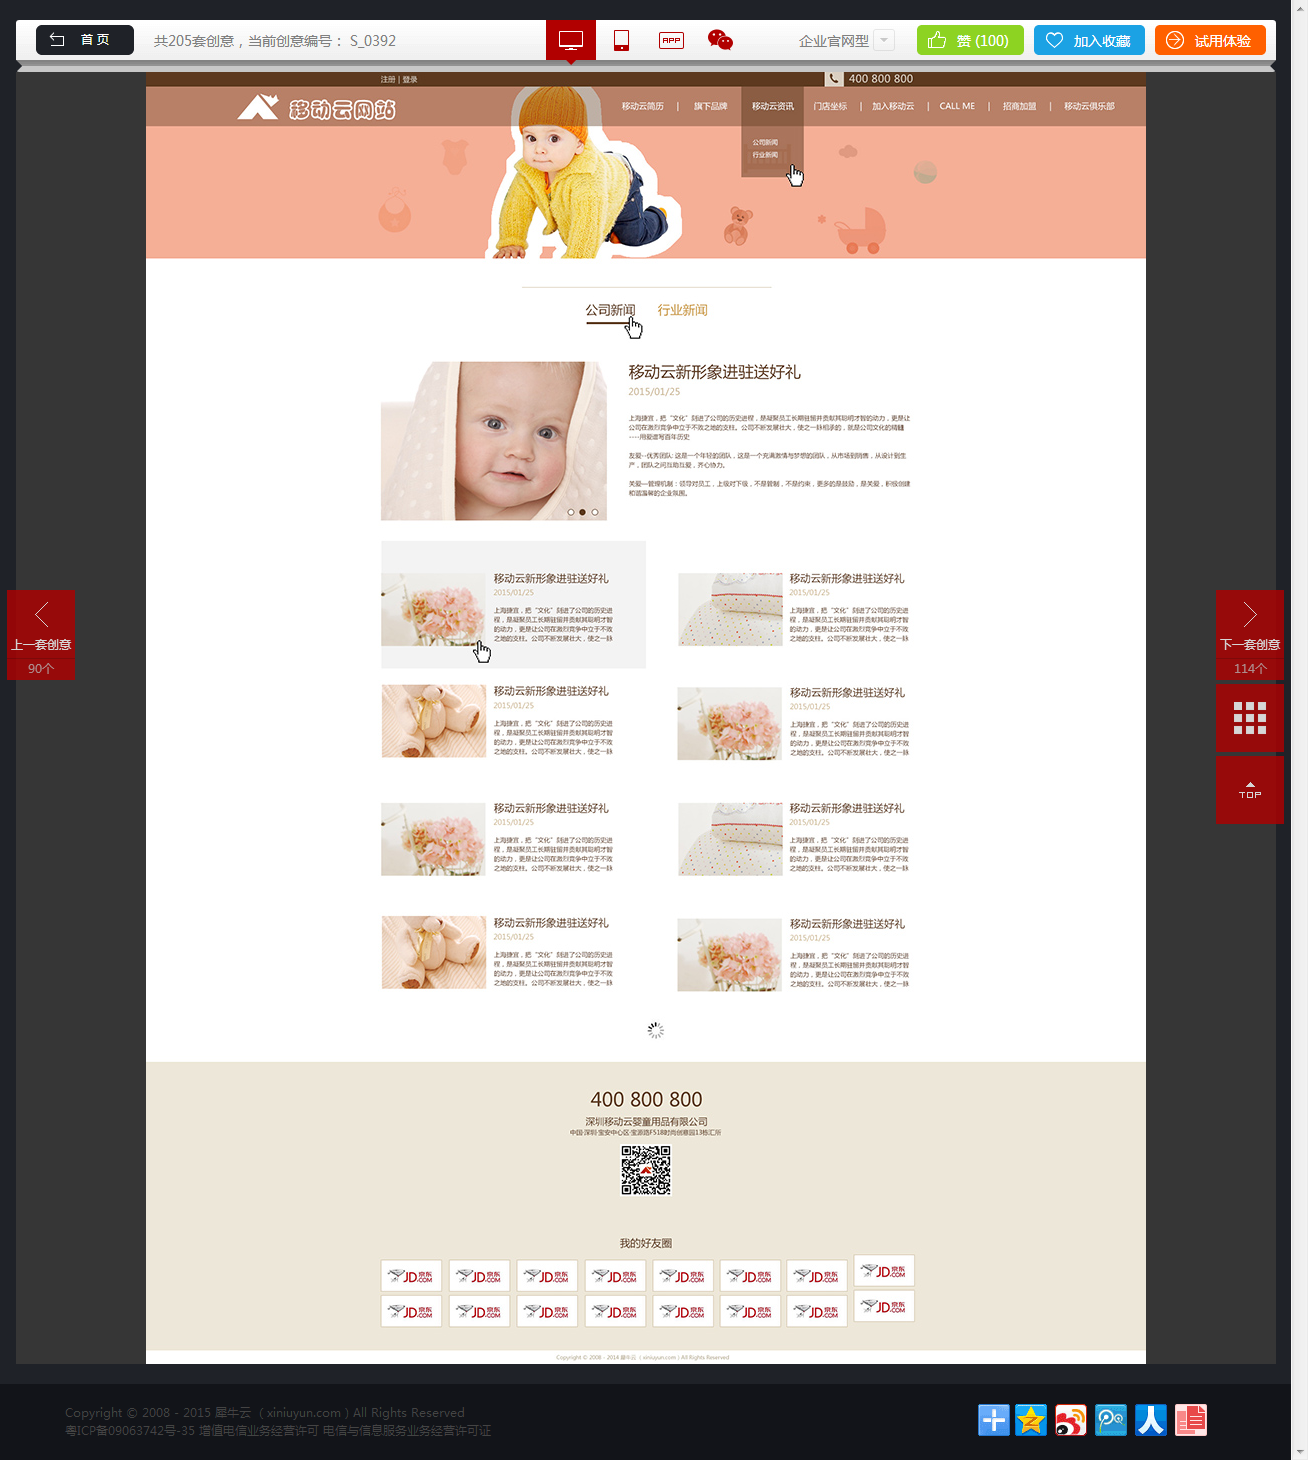 首 页
共205套创意，当前创意编号： S_0392
APP
企业官网型
赞 (100)
加入收藏
试用体验
注册 | 登录
400 800 800
移动云网站
移动云简历 | 旗下品牌 移动云资讯 门店坐标 | 加入移动云 | CALL ME | 招商加盟 | 移动云俱乐部
公司新闻
行业新闻
公司新闻 行业新闻
移动云新形象进驻送好礼
2015/01/25
上海捷宜，把“文化”刻进了公司的历史进程，是凝聚员工长期驻留并贡献其聪明才智的动力，更是让
公司在激烈竞争中立于不败之地的支柱。公司不断发展壮大，使之一脉相承的，就是公司文化的精髓
----用爱谱写百年历史
友爱--优秀团队: 这是一个年轻的团队，这是一个充满激情与梦想的团队，从市场到销售，从设计到生
产，团队之间互助互爱，齐心协力。
关爱—管理机制：领导对员工，上级对下级，不是管制，不是约束，更多的是鼓励，是关爱，积极创建
和谐温馨的企业氛围。
移动云新形象进驻送好礼
2015/01/25
上海捷宜，把“文化”刻进了公司的历史进
程，是凝聚员工长期驻留并贡献其聪明才智
的动力，更是让公司在激烈竞争中立于不败
之地的支柱。公司不断发展壮大，使之一脉
移动云新形象进驻送好礼
2015/01/25
上海捷宜，把“文化”刻进了公司的历史进
程，是凝聚员工长期驻留并贡献其聪明才智
的动力，更是让公司在激烈竞争中立于不败
之地的支柱。公司不断发展壮大，使之一脉
移动云新形象进驻送好礼
2015/01/25
上海捷宜，把“文化”刻进了公司的历史进
程，是凝聚员工长期驻留并贡献其聪明才智
的动力，更是让公司在激烈竞争中立于不败
之地的支柱。公司不断发展壮大，使之一脉
移动云新形象进驻送好礼
2015/01/25
上海捷宜，把“文化”刻进了公司的历史进
程，是凝聚员工长期驻留并贡献其聪明才智
的动力，更是让公司在激烈竞争中立于不败
之地的支柱。公司不断发展壮大，使之一脉
移动云新形象进驻送好礼
2015/01/25
上海捷宜，把“文化”刻进了公司的历史进
程，是凝聚员工长期驻留并贡献其聪明才智
的动力，更是让公司在激烈竞争中立于不败
之地的支柱。公司不断发展壮大，使之一脉
移动云新形象进驻送好礼
2015/01/25
上海捷宜，把“文化”刻进了公司的历史进
程，是凝聚员工长期驻留并贡献其聪明才智
的动力，更是让公司在激烈竞争中立于不败
之地的支柱。公司不断发展壮大，使之一脉
移动云新形象进驻送好礼
2015/01/25
上海捷宜，把“文化”刻进了公司的历史进
程，是凝聚员工长期驻留并贡献其聪明才智
的动力，更是让公司在激烈竞争中立于不败
之地的支柱。公司不断发展壮大，使之一脉
移动云新形象进驻送好礼
2015/01/25
上海捷宜，把“文化”刻进了公司的历史进
程，是凝聚员工长期驻留并贡献其聪明才智
的动力，更是让公司在激烈竞争中立于不败
之地的支柱。公司不断发展壮大，使之一脉
上一套创意
90个
下一套创意
114个
TOP
400 800 800
深圳移动云婴童用品有限公司
中国·深圳·宝安中心区·宝源路F518时尚创意园13栋汇所
我的好友圈
JD.COM 京东 JD.COM 京东 JD.COM 京东 JD.COM 京东 JD.COM 京东 JD.COM 京东 JD.COM 京东 JD.COM 京东
JD.COM 京东 JD.COM 京东 JD.COM 京东 JD.COM 京东 JD.COM 京东 JD.COM 京东 JD.COM 京东 JD.COM 京东
Copyright © 2008 - 2014 犀牛云（xiniuyun.com）All Rights Reserved
Copyright © 2008 - 2015 犀牛云（xiniuyun.com）All Rights Reserved
粤ICP备09063742号-35 增值电信业务经营许可 电信与信息服务业务经营许可证